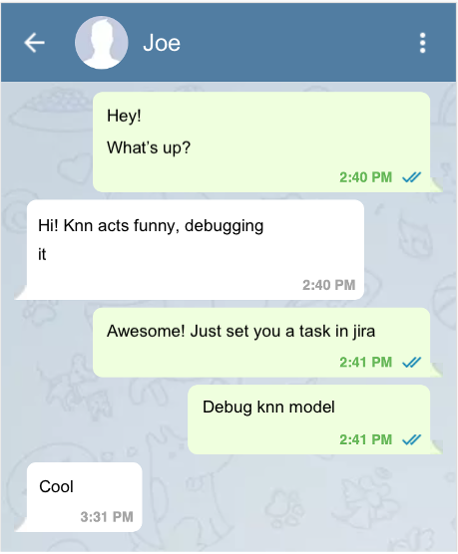 Joe
Hey!
What's up?
2:40 PM
Hi! Knn acts funny, debugging
it
2:40 PM
Awesome! Just set you a task in jira
2:41 PM
Debug knn model
2:41 PM
Cool
3:31 PM